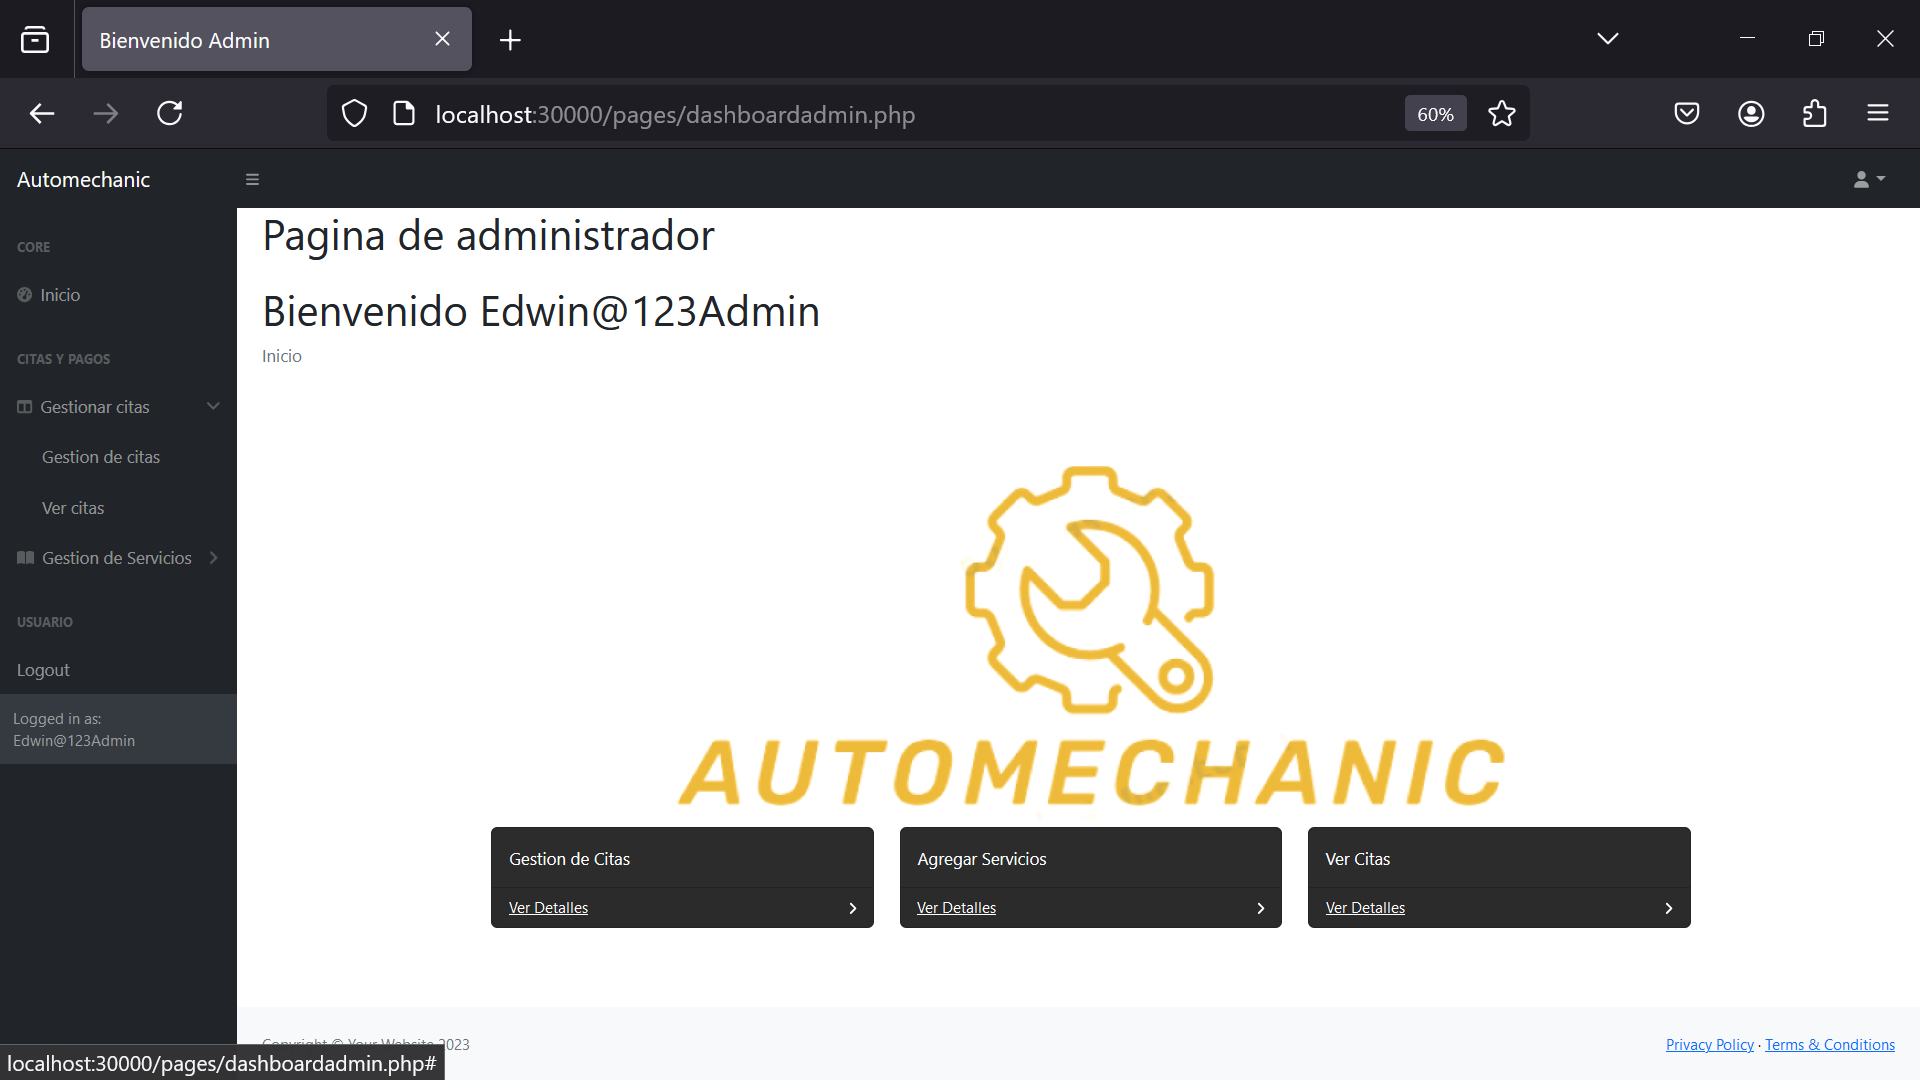 Bienvenido Admin
localhost:30000/pages/dashboardadmin.php
60%
Automechanic
CORE
Inicio
CITAS Y PAGOS
Gestionar citas
Gestion de citas
Ver citas
Gestion de Servicios
USUARIO
Logout
Logged in as:
Edwin@123Admin
Pagina de administrador
Bienvenido Edwin@123Admin
Inicio
AUTOMECHANIC
Gestion de Citas
Ver Detalles
Agregar Servicios
Ver Detalles
Ver Citas
Ver Detalles
Copyright © Your Website 2023
Privacy Policy · Terms & Conditions
localhost:30000/pages/dashboardadmin.php#